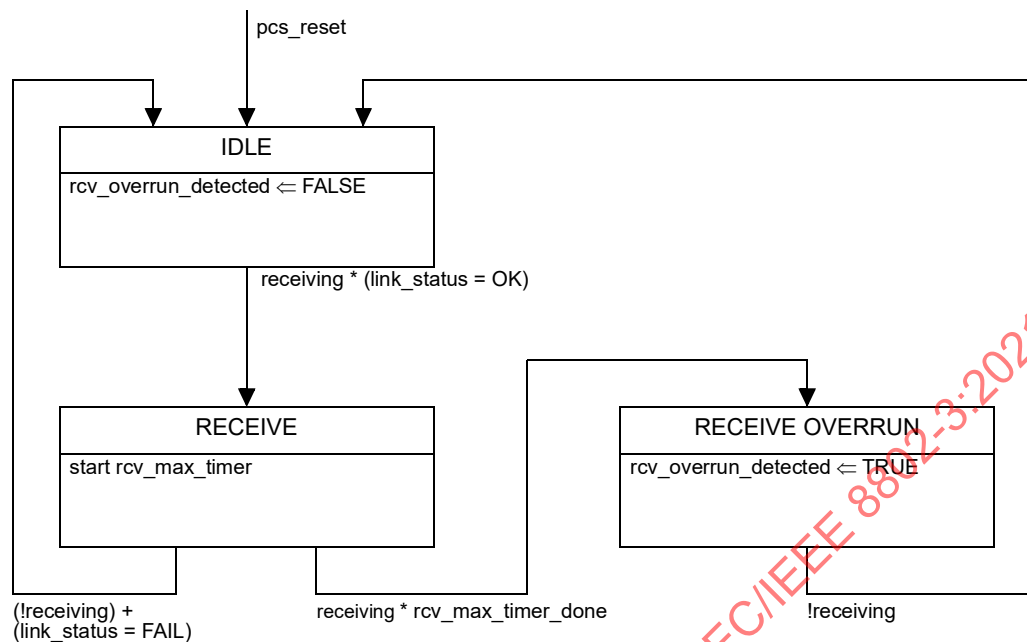 pcs_reset
IDLE
rcv_overrun_detected ⇐ FALSE
receiving * (link_status = OK)
RECEIVE
start rcv_max_timer
RECEIVE OVERRUN
rcv_overrun_detected ⇐ TRUE
(!receiving) +
(link_status = FAIL)
receiving * rcv_max_timer_done
!receiving
EC/IEEE 8802-3:2021